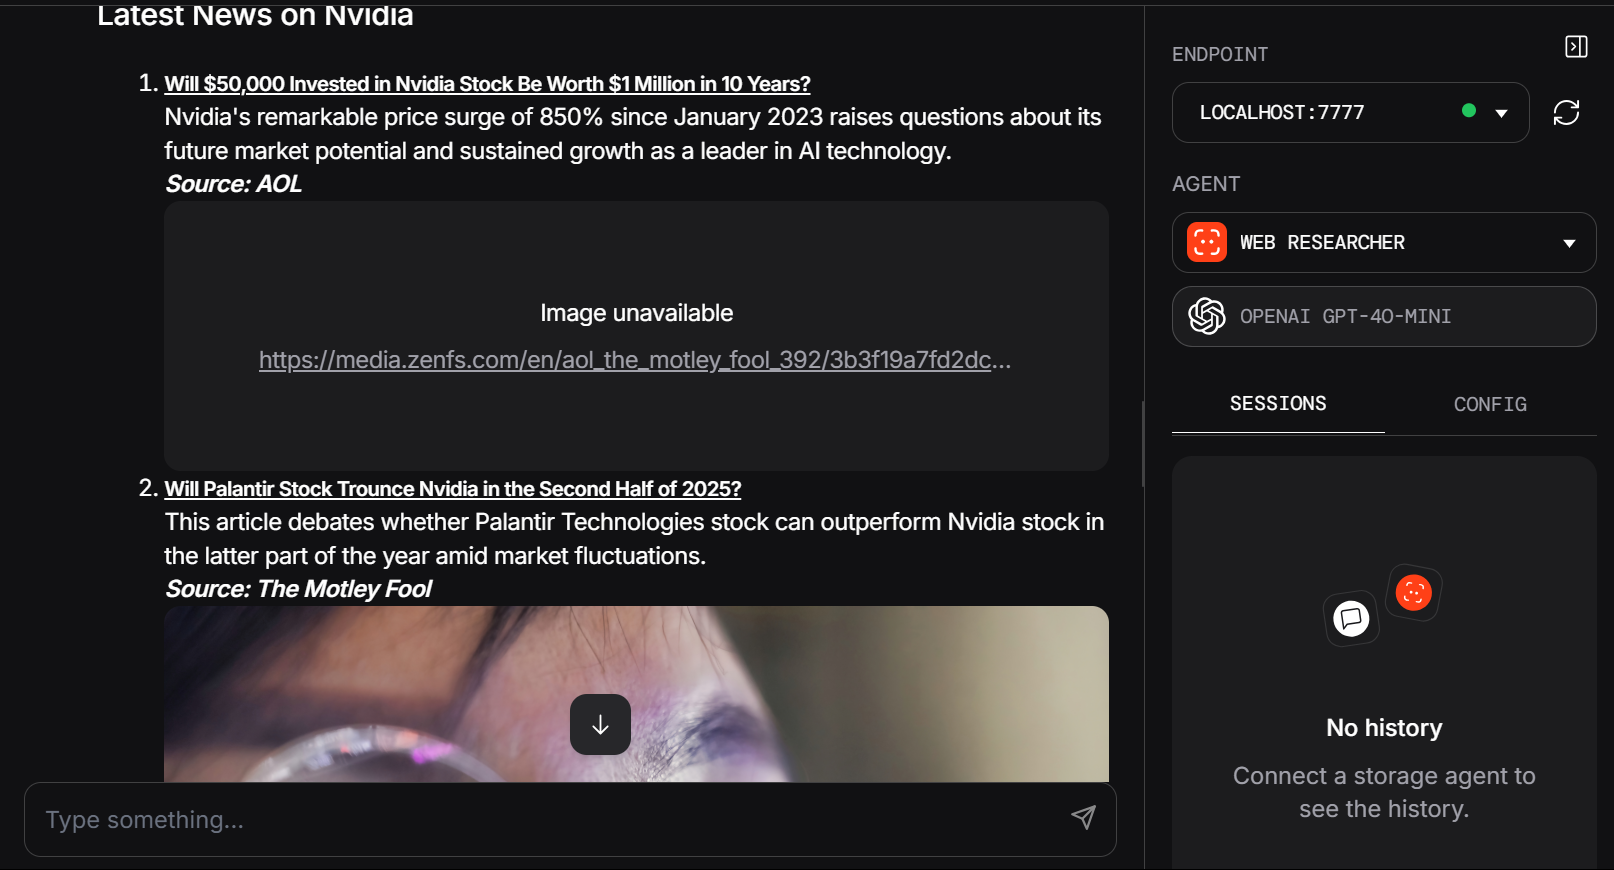 Latest News on Nvidia
1. Will $50,000 Invested in Nvidia Stock Be Worth $1 Million in 10 Years?
Nvidia's remarkable price surge of 850% since January 2023 raises questions about its
future market potential and sustained growth as a leader in AI technology.
Source: AOL
Image unavailable
https://media.zenfs.com/en/aol_the_motley_fool_392/3b3f19a7fd2dc...
2. Will Palantir Stock Trounce Nvidia in the Second Half of 2025?
This article debates whether Palantir Technologies stock can outperform Nvidia stock in
the latter part of the year amid market fluctuations.
Source: The Motley Fool
Type something...
ENDPOINT
LOCALHOST:7777
AGENT
WEB RESEARCHER
OPENAI GPT-4O-MINI
SESSIONS
CONFIG
No history
Connect a storage agent to
see the history.